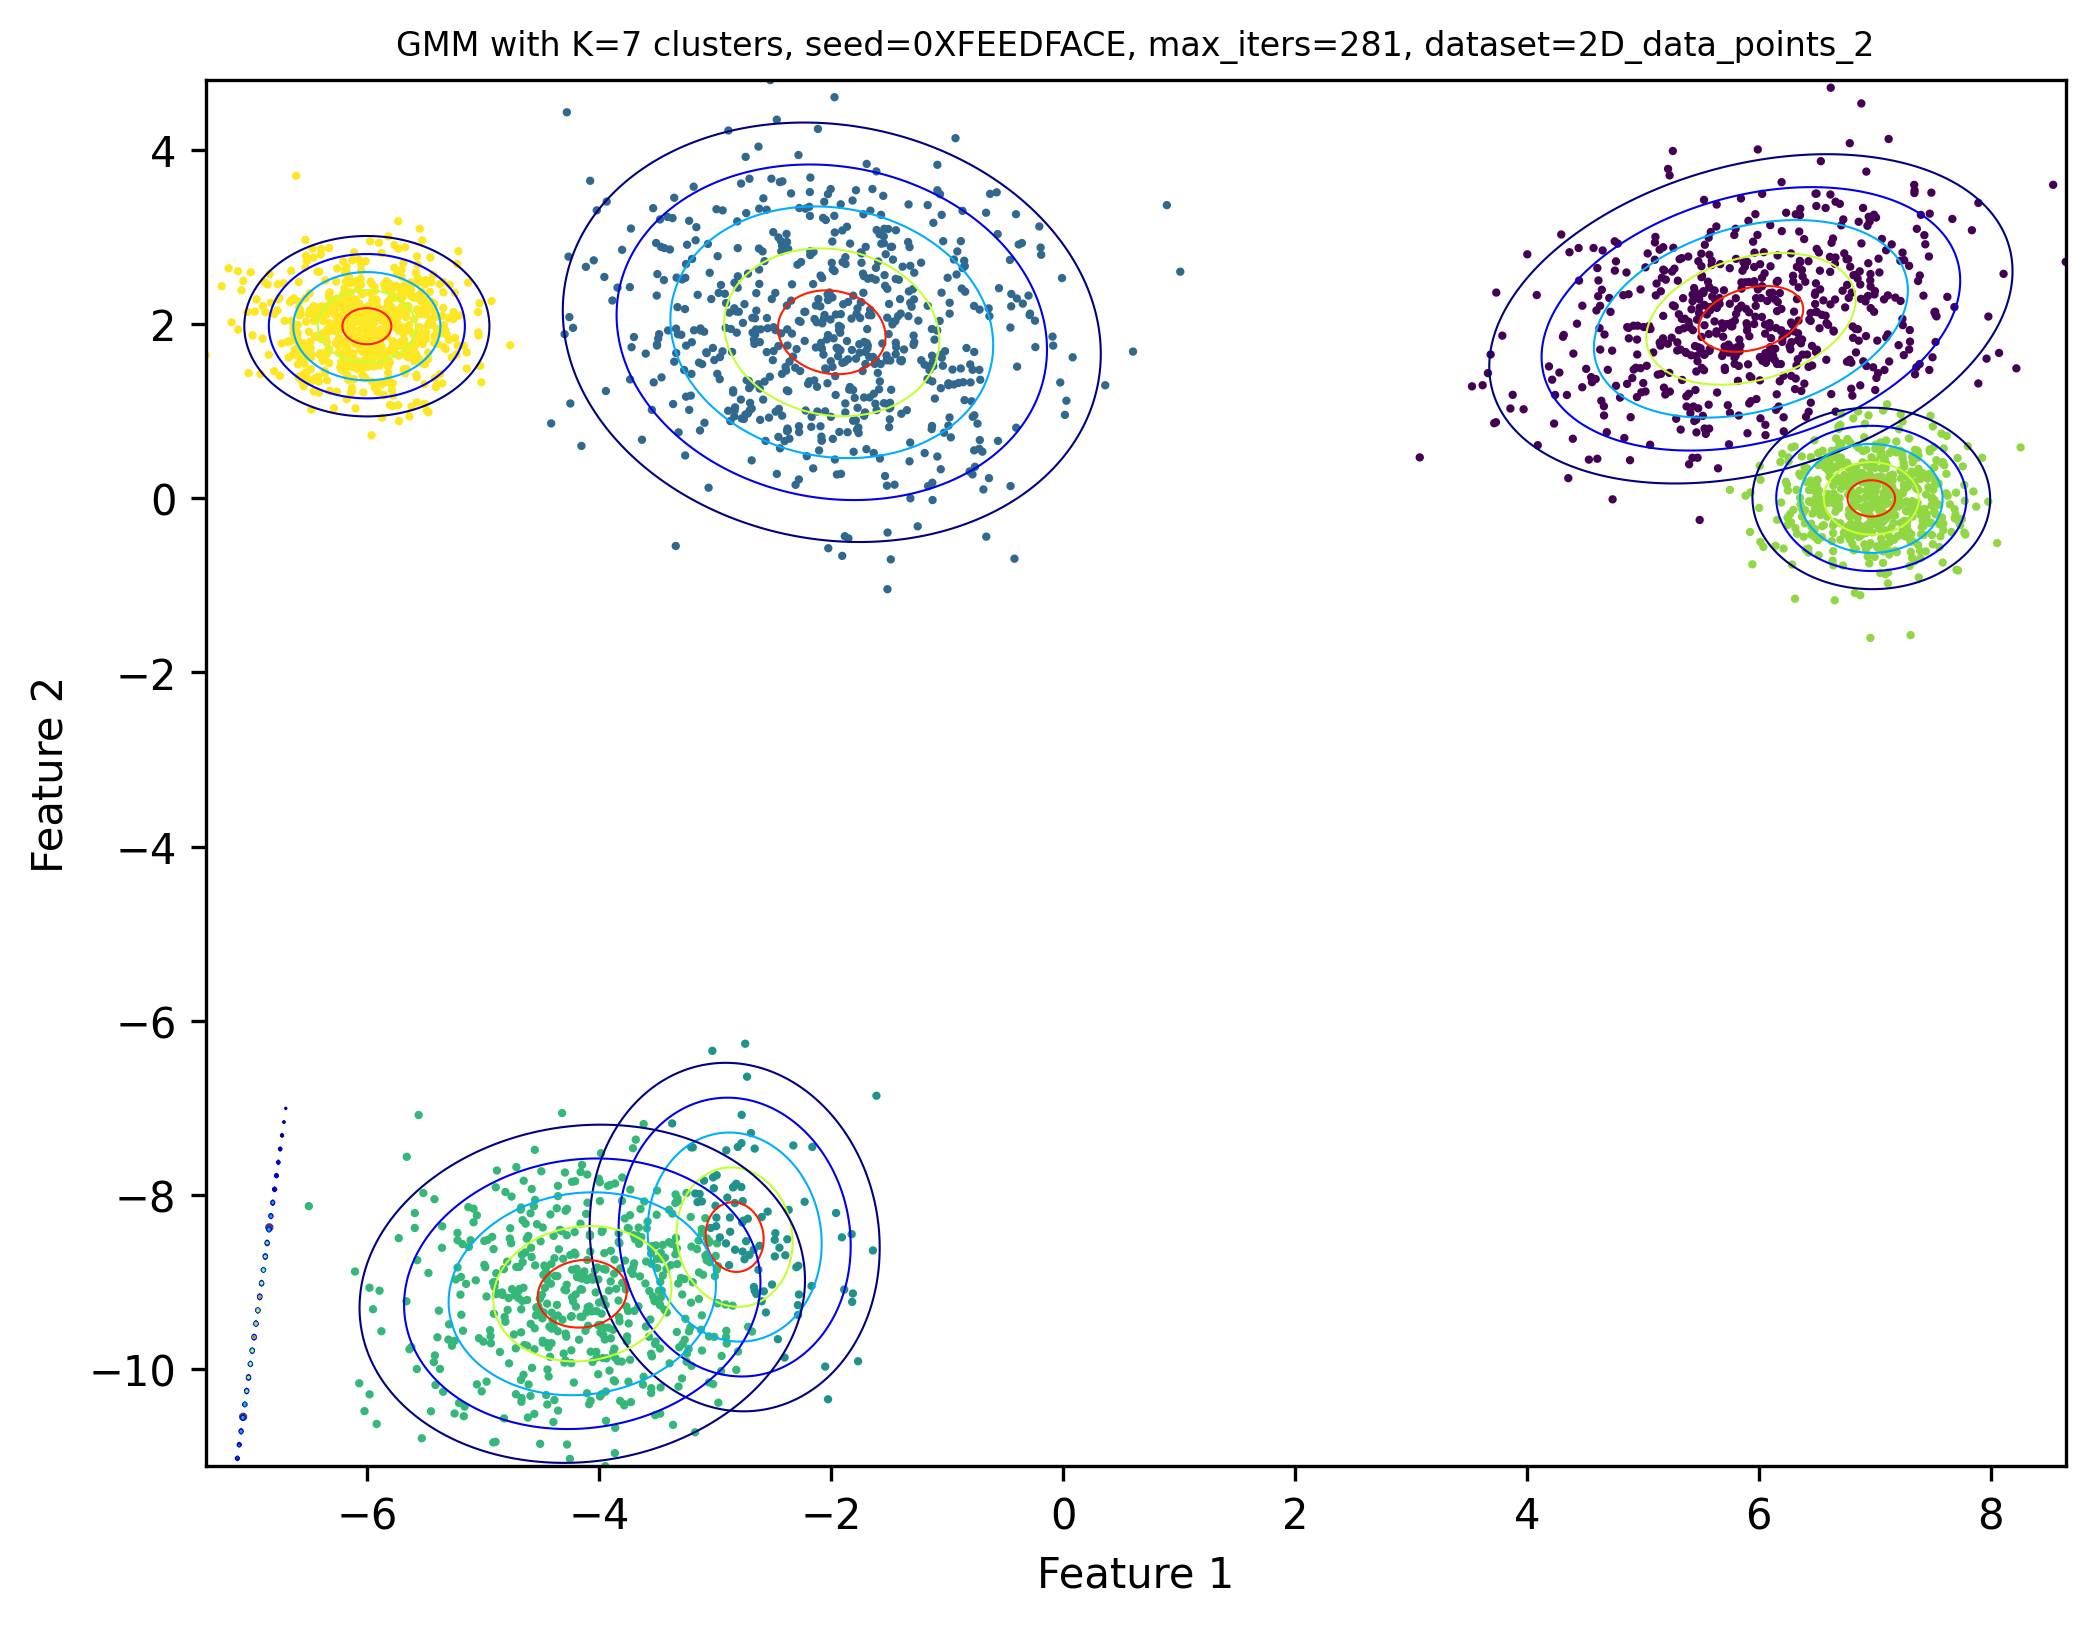 GMM with K=7 clusters, seed=0XFEEDFACE, max_iters=281, dataset=2D_data_points_2
4
2
0
−2
−4
−6
−8
−10
Feature 2
−6 −4 −2 0 2 4 6 8
Feature 1